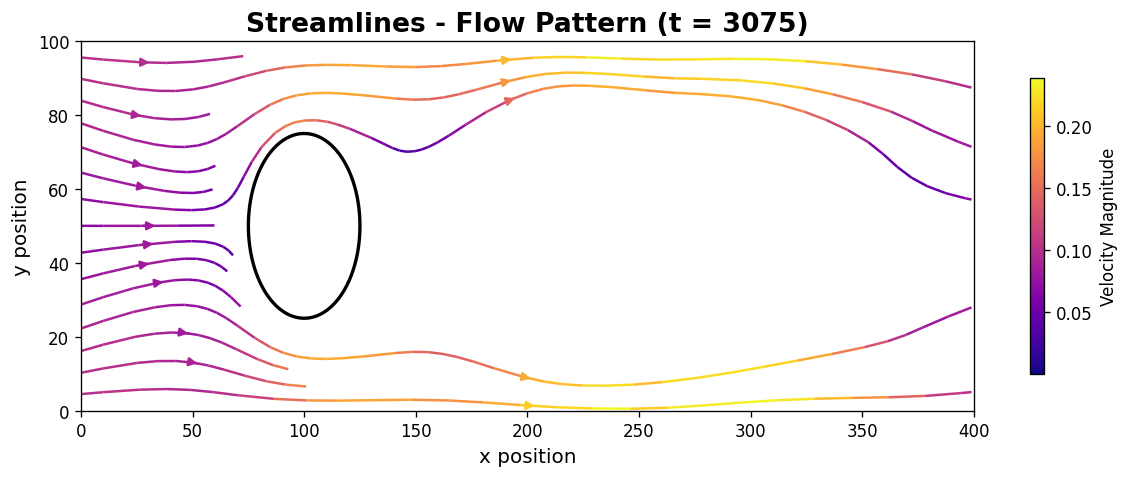 Streamlines - Flow Pattern (t = 3075)
100
80
60
40
20
0
y position
0 50 100 150 200 250 300 350 400
x position
0.20
0.15
0.10
0.05
Velocity Magnitude